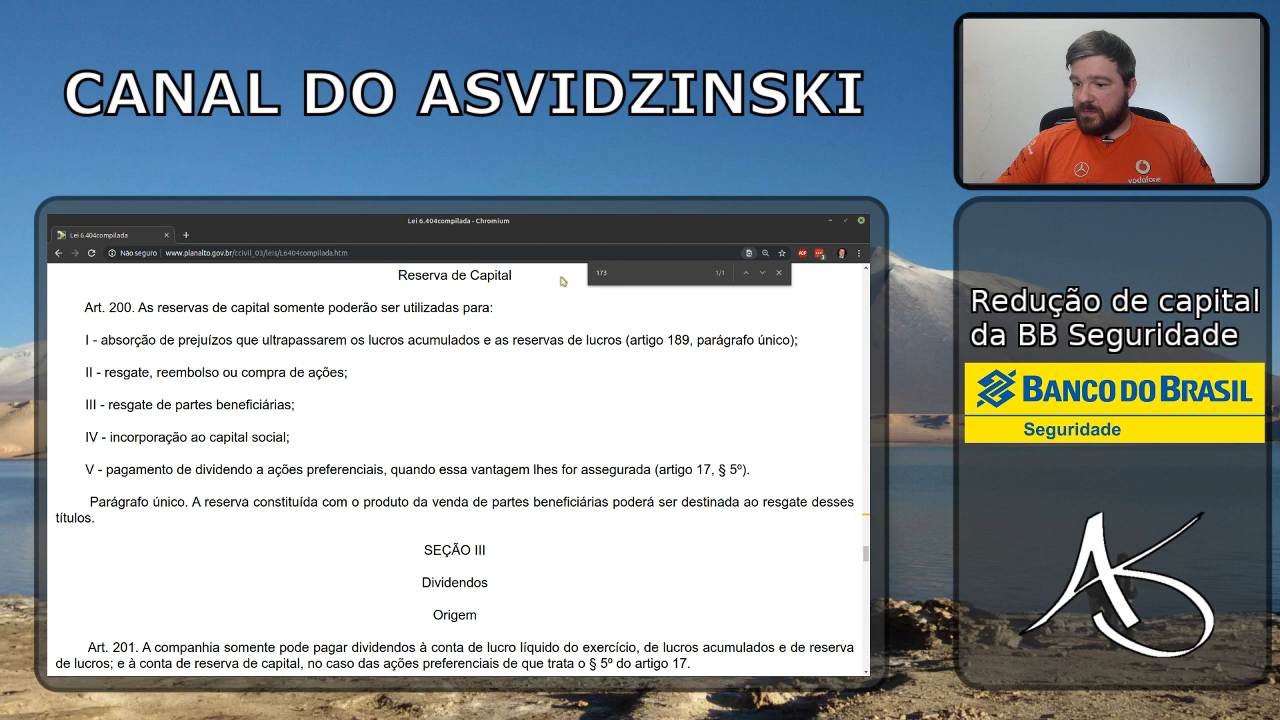 CANAL DO ASVIDZINSKI
Lei 6.404compilada - Chromium
Lei 6.404compilada
Não seguro
www.planalto.gov.br/ccivil_03/leis/L6404compilada.htm
173
1/1
Reserva de Capital
Art. 200. As reservas de capital somente poderão ser utilizadas para:
I - absorção de prejuízos que ultrapassarem os lucros acumulados e as reservas de lucros (artigo 189, parágrafo único);
II - resgate, reembolso ou compra de ações;
III - resgate de partes beneficiárias;
IV - incorporação ao capital social;
V - pagamento de dividendo a ações preferenciais, quando essa vantagem lhes for assegurada (artigo 17, § 5º).
Parágrafo único. A reserva constituída com o produto da venda de partes beneficiárias poderá ser destinada ao resgate desses
títulos.
SEÇÃO III
Dividendos
Origem
Art. 201. A companhia somente pode pagar dividendos à conta de lucro líquido do exercício, de lucros acumulados e de reserva
de lucros; e à conta de reserva de capital, no caso das ações preferenciais de que trata o § 5º do artigo 17.
vodafone
Redução de capital
da BB Seguridade
BANCO DO BRASIL
Seguridade
AS